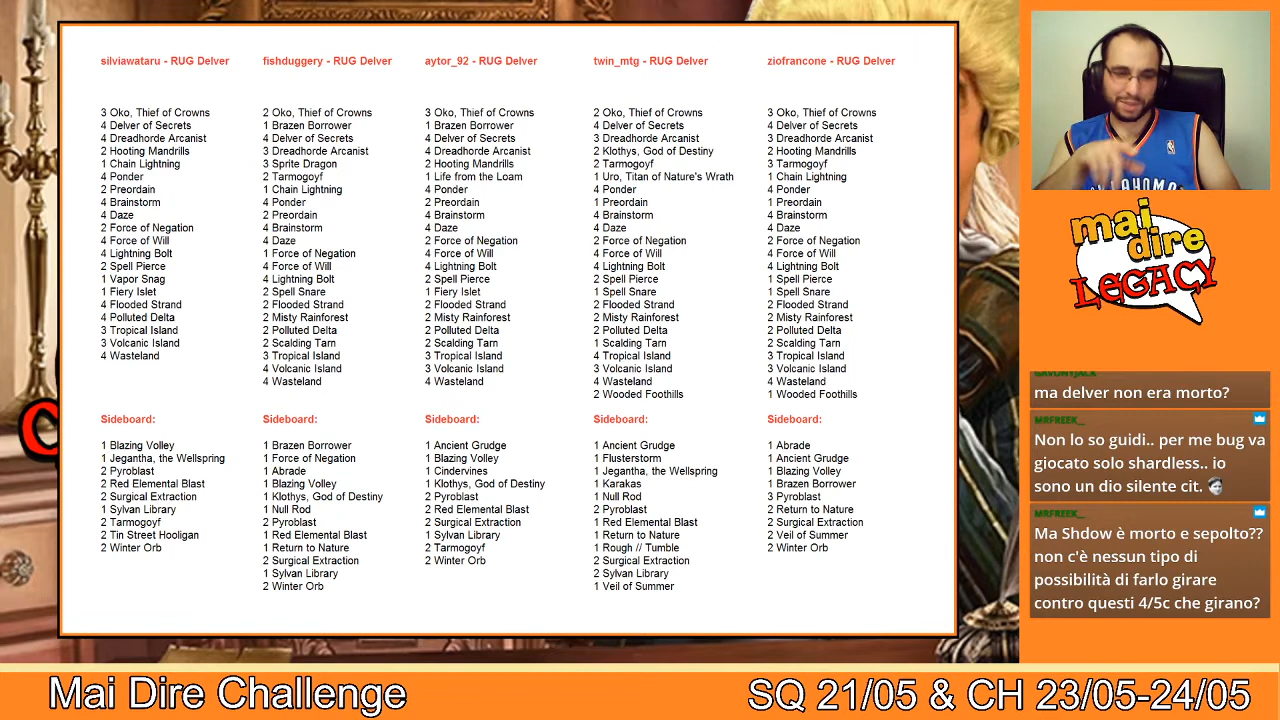 silviawataru - RUG Delver
3 Oko, Thief of Crowns
4 Delver of Secrets
4 Dreadhorde Arcanist
2 Hooting Mandrills
1 Chain Lightning
4 Ponder
2 Preordain
4 Brainstorm
4 Daze
2 Force of Negation
4 Force of Will
4 Lightning Bolt
2 Spell Pierce
1 Vapor Snag
1 Fiery Islet
4 Flooded Strand
4 Polluted Delta
3 Tropical Island
3 Volcanic Island
4 Wasteland
Sideboard:
1 Blazing Volley
1 Jegantha, the Wellspring
2 Pyroblast
2 Red Elemental Blast
2 Surgical Extraction
1 Sylvan Library
2 Tarmogoyf
2 Tin Street Hooligan
2 Winter Orb
fishduggery - RUG Delver
2 Oko, Thief of Crowns
1 Brazen Borrower
4 Delver of Secrets
3 Dreadhorde Arcanist
3 Sprite Dragon
2 Tarmogoyf
1 Chain Lightning
4 Ponder
2 Preordain
4 Brainstorm
4 Daze
1 Force of Negation
4 Force of Will
4 Lightning Bolt
2 Spell Snare
2 Flooded Strand
2 Misty Rainforest
2 Polluted Delta
2 Scalding Tarn
3 Tropical Island
4 Volcanic Island
4 Wasteland
Sideboard:
1 Brazen Borrower
1 Force of Negation
1 Abrade
1 Blazing Volley
1 Klothys, God of Destiny
1 Null Rod
2 Pyroblast
1 Red Elemental Blast
1 Return to Nature
2 Surgical Extraction
1 Sylvan Library
2 Winter Orb
aytor_92 - RUG Delver
3 Oko, Thief of Crowns
1 Brazen Borrower
4 Delver of Secrets
4 Dreadhorde Arcanist
2 Hooting Mandrills
1 Life from the Loam
4 Ponder
2 Preordain
4 Brainstorm
4 Daze
2 Force of Negation
4 Force of Will
4 Lightning Bolt
2 Spell Pierce
1 Fiery Islet
2 Flooded Strand
2 Misty Rainforest
2 Polluted Delta
2 Scalding Tarn
3 Tropical Island
3 Volcanic Island
4 Wasteland
Sideboard:
1 Ancient Grudge
1 Blazing Volley
1 Cindervines
1 Klothys, God of Destiny
2 Pyroblast
2 Red Elemental Blast
2 Surgical Extraction
1 Sylvan Library
2 Tarmogoyf
2 Winter Orb
twin_mtg - RUG Delver
2 Oko, Thief of Crowns
4 Delver of Secrets
3 Dreadhorde Arcanist
2 Klothys, God of Destiny
2 Tarmogoyf
1 Uro, Titan of Nature's Wrath
4 Ponder
1 Preordain
4 Brainstorm
4 Daze
2 Force of Negation
4 Force of Will
4 Lightning Bolt
2 Spell Pierce
1 Spell Snare
2 Flooded Strand
2 Misty Rainforest
2 Polluted Delta
1 Scalding Tarn
4 Tropical Island
3 Volcanic Island
4 Wasteland
2 Wooded Foothills
Sideboard:
1 Ancient Grudge
1 Flusterstorm
1 Jegantha, the Wellspring
1 Karakas
1 Null Rod
2 Pyroblast
1 Red Elemental Blast
1 Return to Nature
1 Rough // Tumble
2 Surgical Extraction
2 Sylvan Library
1 Veil of Summer
ziofrancone - RUG Delver
3 Oko, Thief of Crowns
4 Delver of Secrets
3 Dreadhorde Arcanist
2 Hooting Mandrills
3 Tarmogoyf
1 Chain Lightning
4 Ponder
1 Preordain
4 Brainstorm
4 Daze
2 Force of Negation
4 Force of Will
4 Lightning Bolt
1 Spell Pierce
1 Spell Snare
2 Flooded Strand
2 Misty Rainforest
2 Polluted Delta
2 Scalding Tarn
3 Tropical Island
3 Volcanic Island
4 Wasteland
1 Wooded Foothills
Sideboard:
1 Abrade
1 Ancient Grudge
1 Blazing Volley
1 Brazen Borrower
3 Pyroblast
2 Return to Nature
2 Surgical Extraction
2 Veil of Summer
2 Winter Orb
mai
dire
LEGACY
ma delver non era morto?
MRFREEK_
Non lo so guidi.. per me bug va
giocato solo shardless.. io
sono un dio silente cit.
MRFREEK_
Ma Shdow è morto e sepolto??
non c'è nessun tipo di
possibilità di farlo girare
contro questi 4/5c che girano?
Mai Dire Challenge
SQ 21/05 & CH 23/05-24/05